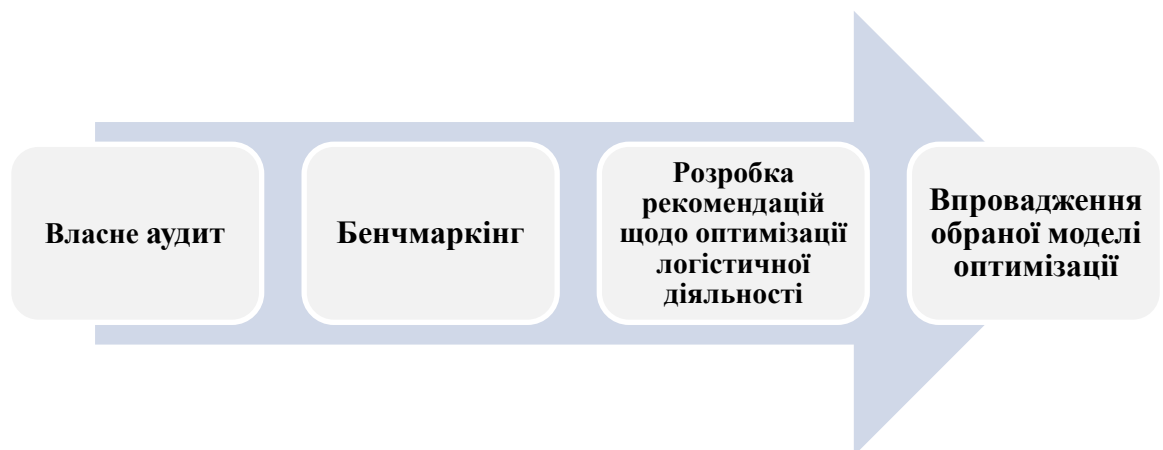 Власне аудит
Бенчмаркінг
Розробка
рекомендацій
щодо оптимізації
логістичної
діяльності
Впровадження
обраної моделі
оптимізації